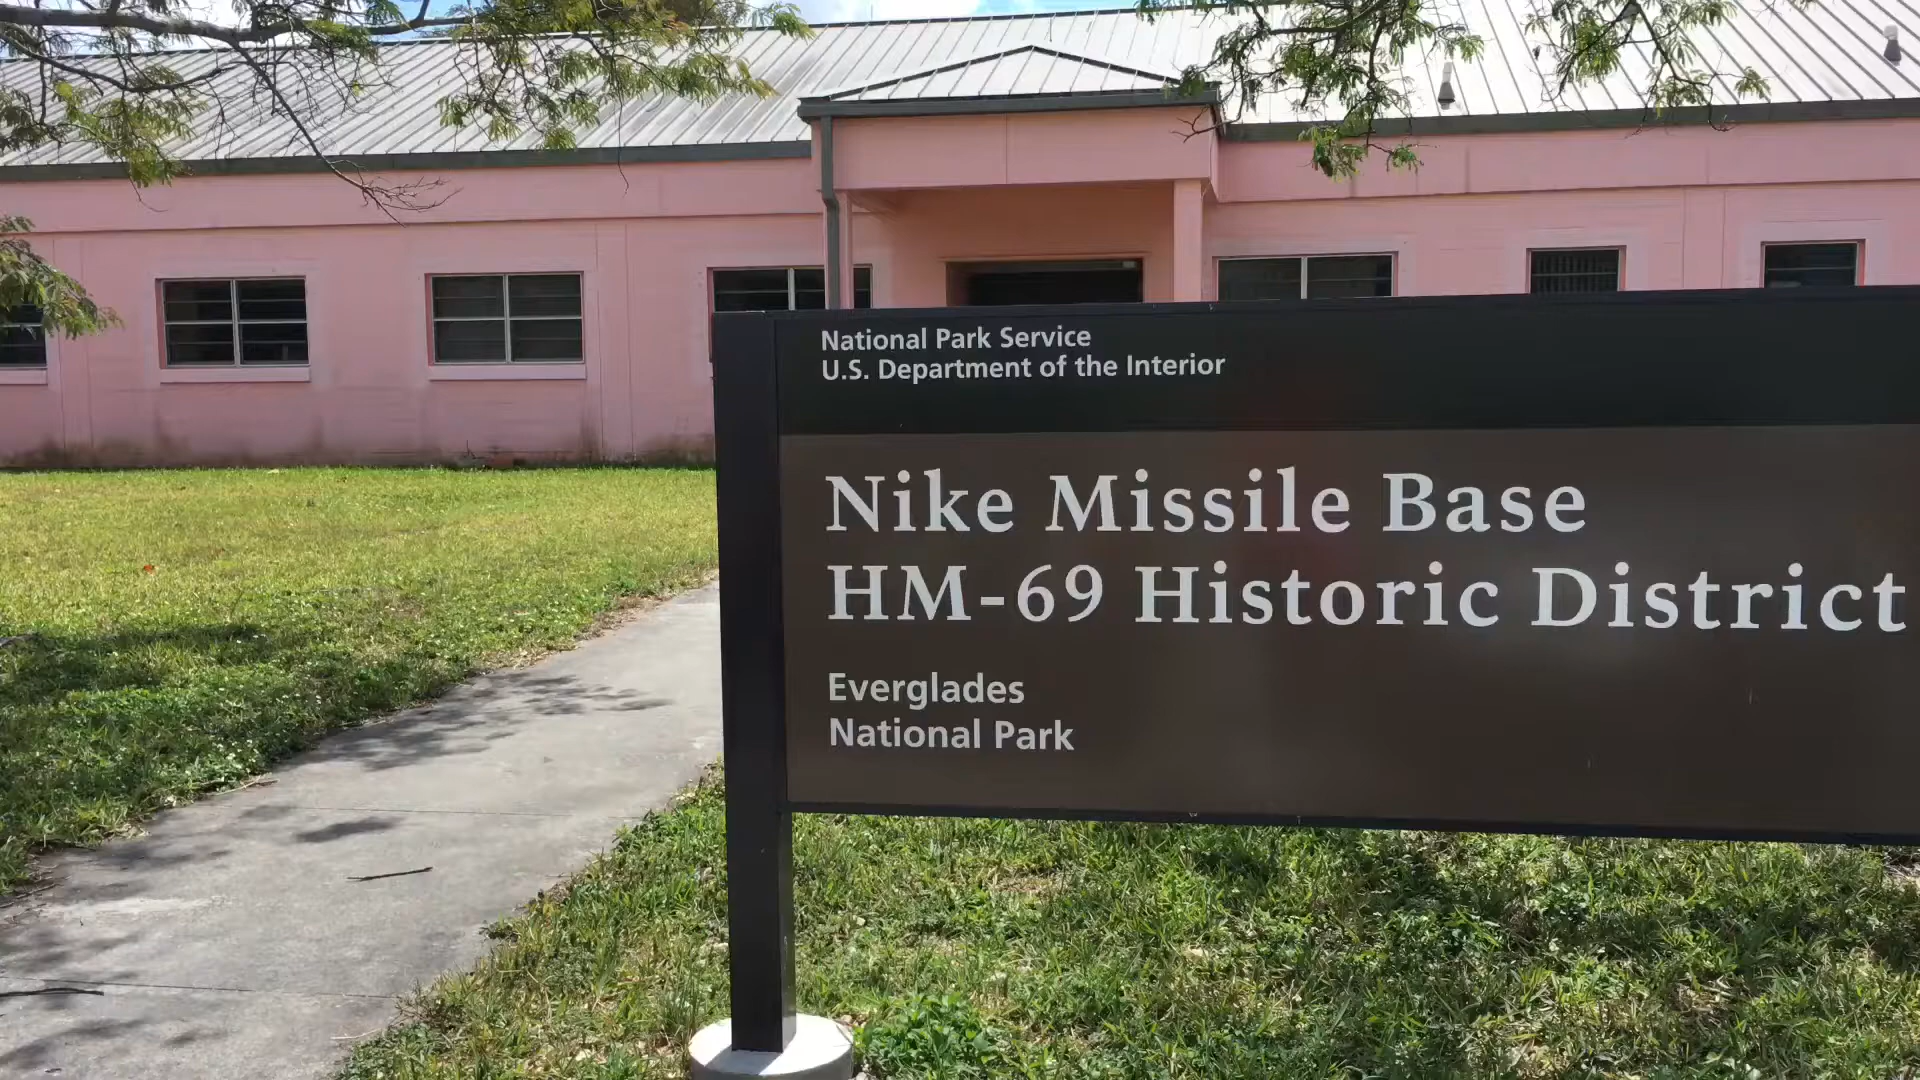 National Park Service
U.S. Department of the Interior
Nike Missile Base
HM-69 Historic District
Everglades
National Park